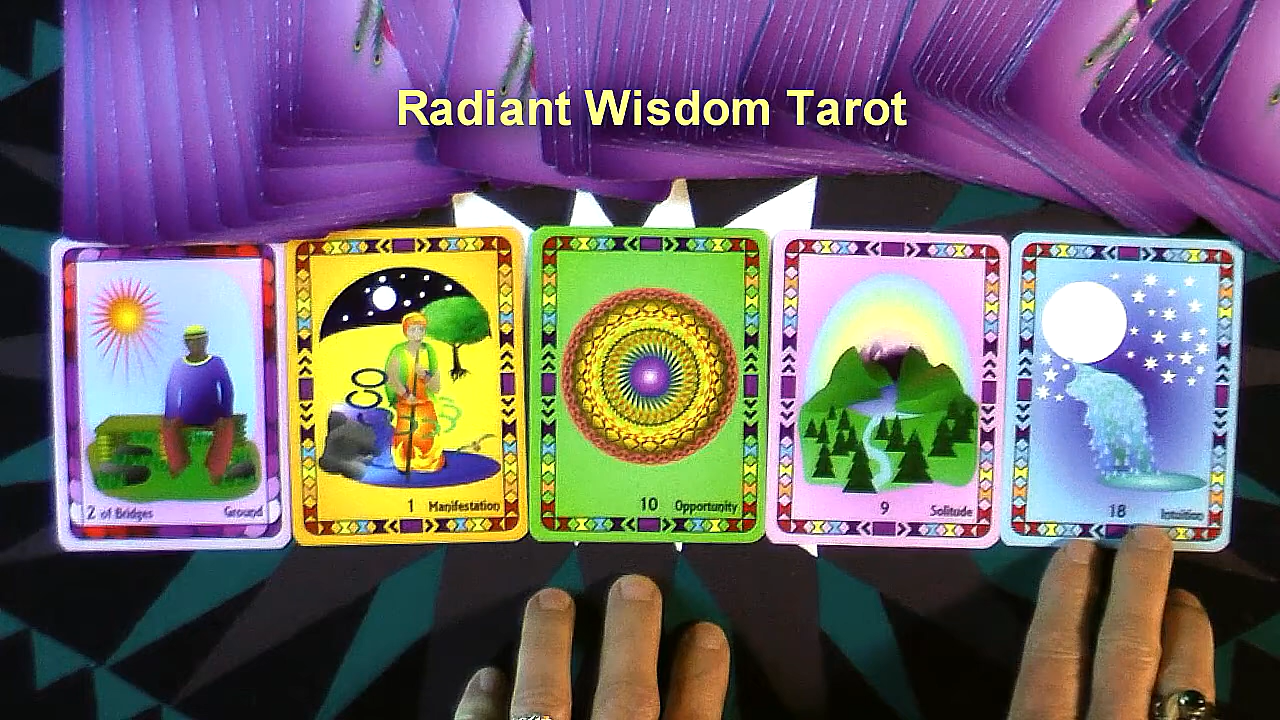 Radiant Wisdom Tarot
2 of Bridges Ground
1 Manifestation
10 Opportunity
9 Solitude
18 Intuition